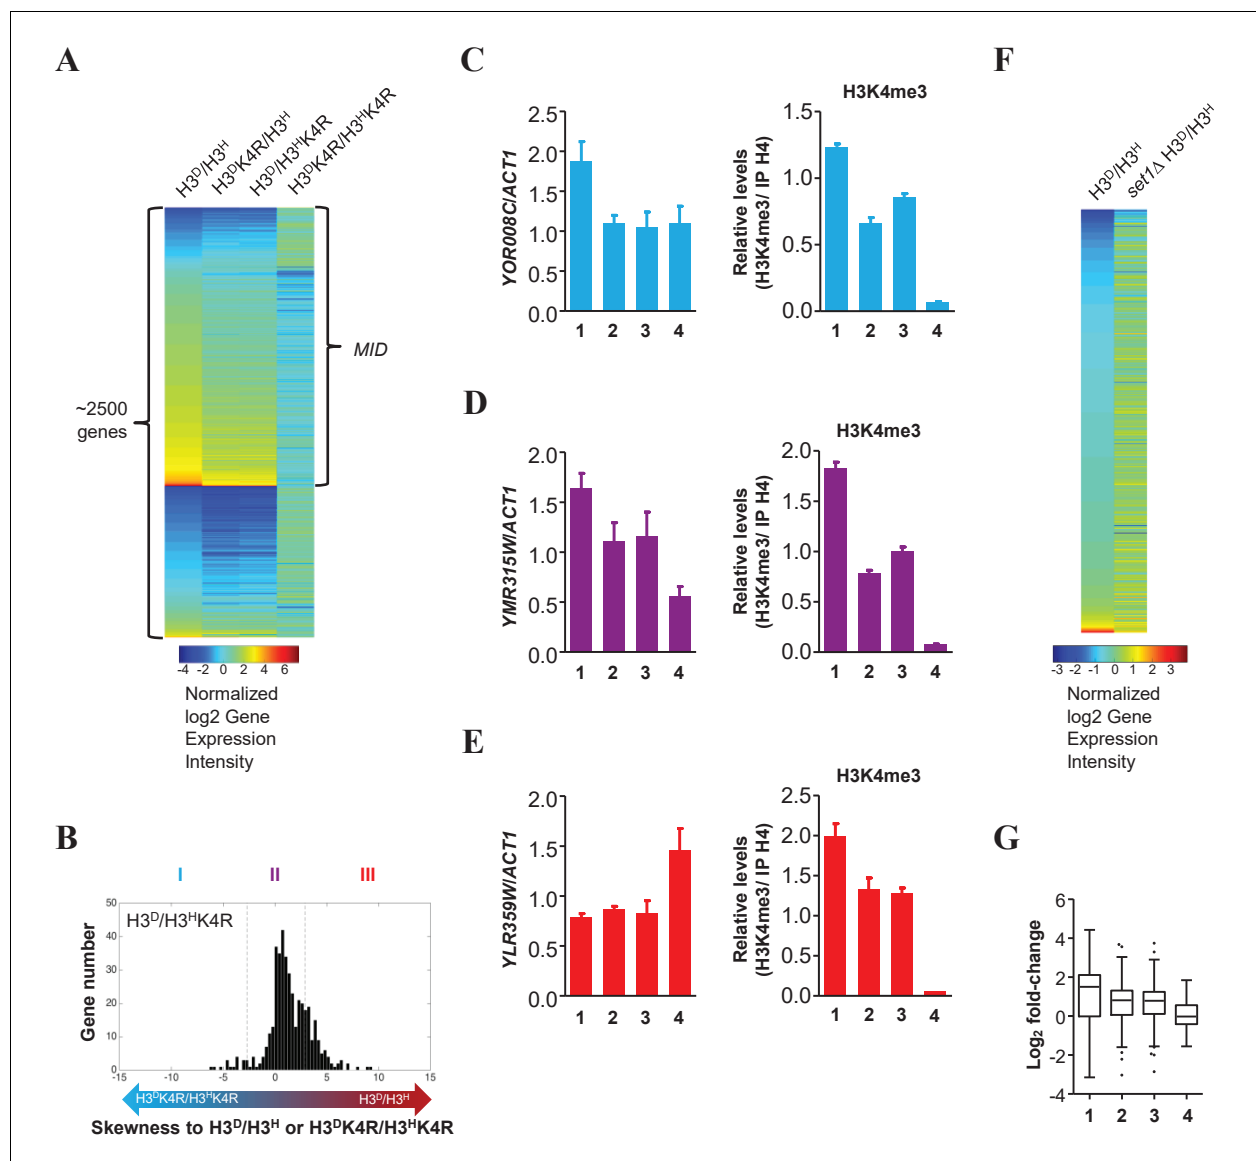 A
H3ᴰ/H3ᴴ
H3ᴰK4R/H3ᴴ
H3ᴰ/H3ᴴK4R
H3ᴰK4R/H3ᴴK4R
~2500
genes
MID
-4 -2 0 2 4 6
Normalized
log2 Gene
Expression
Intensity
B
I II III
H3ᴰ/H3ᴴK4R
Gene number
50
40
30
20
10
0
-15 -10 -5 0 5 10 15
H3ᴰK4R/H3ᴴK4R H3ᴰ/H3ᴴ
Skewness to H3ᴰ/H3ᴴ or H3ᴰK4R/H3ᴴK4R
C
YOR008C/ACT1
2.5
2.0
1.5
1.0
0.5
0.0
1 2 3 4
H3K4me3
Relative levels
(H3K4me3/ IP H4)
1.5
1.0
0.5
0.0
1 2 3 4
D
YMR315W/ACT1
2.0
1.5
1.0
0.5
0.0
1 2 3 4
H3K4me3
Relative levels
(H3K4me3/ IP H4)
2.0
1.5
1.0
0.5
0.0
1 2 3 4
E
YLR359W/ACT1
2.0
1.5
1.0
0.5
0.0
1 2 3 4
H3K4me3
Relative levels
(H3K4me3/ IP H4)
2.5
2.0
1.5
1.0
0.5
0.0
1 2 3 4
F
H3ᴰ/H3ᴴ
set1Δ H3ᴰ/H3ᴴ
-3 -2 -1 0 1 2 3
Normalized
log2 Gene
Expression
Intensity
G
Log₂ fold-change
6
4
2
0
-2
-4
1 2 3 4